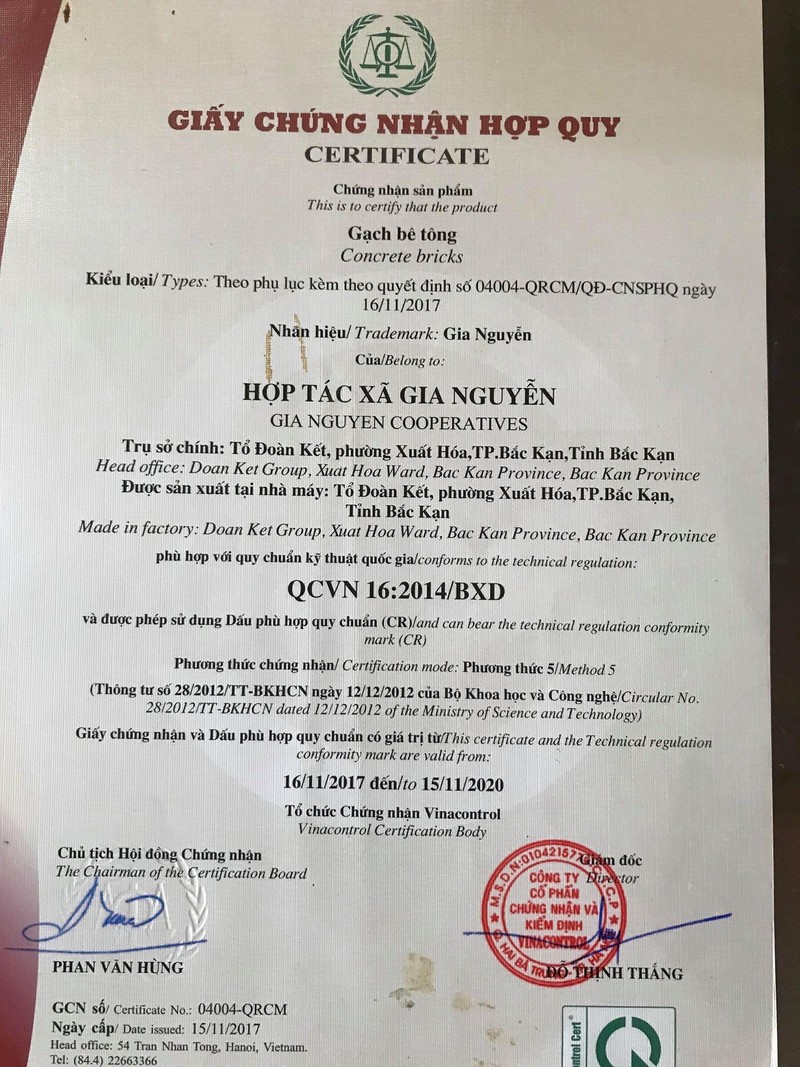 GIẤY CHỨNG NHẬN HỢP QUY
CERTIFICATE
Chứng nhận sản phẩm
This is to certify that the product
Gạch bê tông
Concrete bricks
Kiểu loại/ Types: Theo phụ lục kèm theo quyết định số 04004-QRCM/QĐ-CNSPHQ ngày
16/11/2017
Nhãn hiệu/ Trademark: Gia Nguyễn
Của/Belong to:
HỢP TÁC XÃ GIA NGUYỄN
GIA NGUYEN COOPERATIVES
Trụ sở chính: Tổ Đoàn Kết, phường Xuất Hóa,TP.Bắc Kạn,Tỉnh Bắc Kạn
Head office: Doan Ket Group, Xuat Hoa Ward, Bac Kan Province, Bac Kan Province
Được sản xuất tại nhà máy: Tổ Đoàn Kết, phường Xuất Hóa,TP.Bắc Kạn,
Tỉnh Bắc Kạn
Made in factory: Doan Ket Group, Xuat Hoa Ward, Bac Kan Province, Bac Kan Province
phù hợp với quy chuẩn kỹ thuật quốc gia/conforms to the technical regulation:
QCVN 16:2014/BXD
và được phép sử dụng Dấu phù hợp quy chuẩn (CR)/and can bear the technical regulation conformity
mark (CR)
Phương thức chứng nhận/ Certification mode: Phương thức 5/Method 5
(Thông tư số 28/2012/TT-BKHCN ngày 12/12/2012 của Bộ Khoa học và Công nghệ/Circular No.
28/2012/TT-BKHCN dated 12/12/2012 of the Ministry of Science and Technology)
Giấy chứng nhận và Dấu phù hợp quy chuẩn có giá trị từ/This certificate and the Technical regulation
conformity mark are valid from:
16/11/2017 đến/to 15/11/2020
Tổ chức Chứng nhận Vinacontrol
Vinacontrol Certification Body
Chủ tịch Hội đồng Chứng nhận
The Chairman of the Certification Board
Giám đốc
Director
CÔNG TY
CỔ PHẦN
CHỨNG NHẬN VÀ
KIỂM ĐỊNH
VINACONTROL
PHAN VĂN HÙNG
ĐỖ THỊNH THẮNG
GCN số/ Certificate No.: 04004-QRCM
Ngày cấp/ Date issued: 15/11/2017
Head office: 54 Tran Nhan Tong, Hanoi, Vietnam.
Tel: (84.4) 22663366